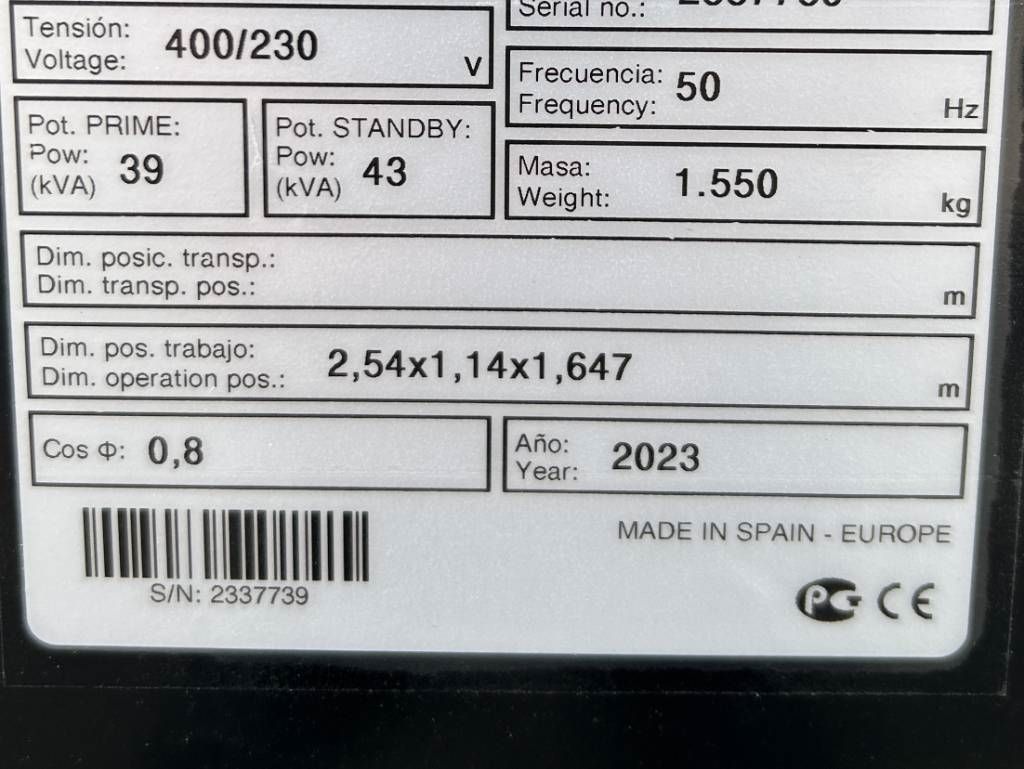 Tensión:
Voltage: 400/230 V
Serial no.:
Frecuencia:
Frequency: 50 Hz
Pot. PRIME:
Pow: 39
(kVA)
Pot. STANDBY:
Pow: 43
(kVA)
Masa:
Weight: 1.550 kg
Dim. posic. transp.:
Dim. transp. pos.: m
Dim. pos. trabajo:
Dim. operation pos.: 2,54x1,14x1,647 m
Cos Φ: 0,8
Año:
Year: 2023
S/N: 2337739
MADE IN SPAIN - EUROPE
PG CE